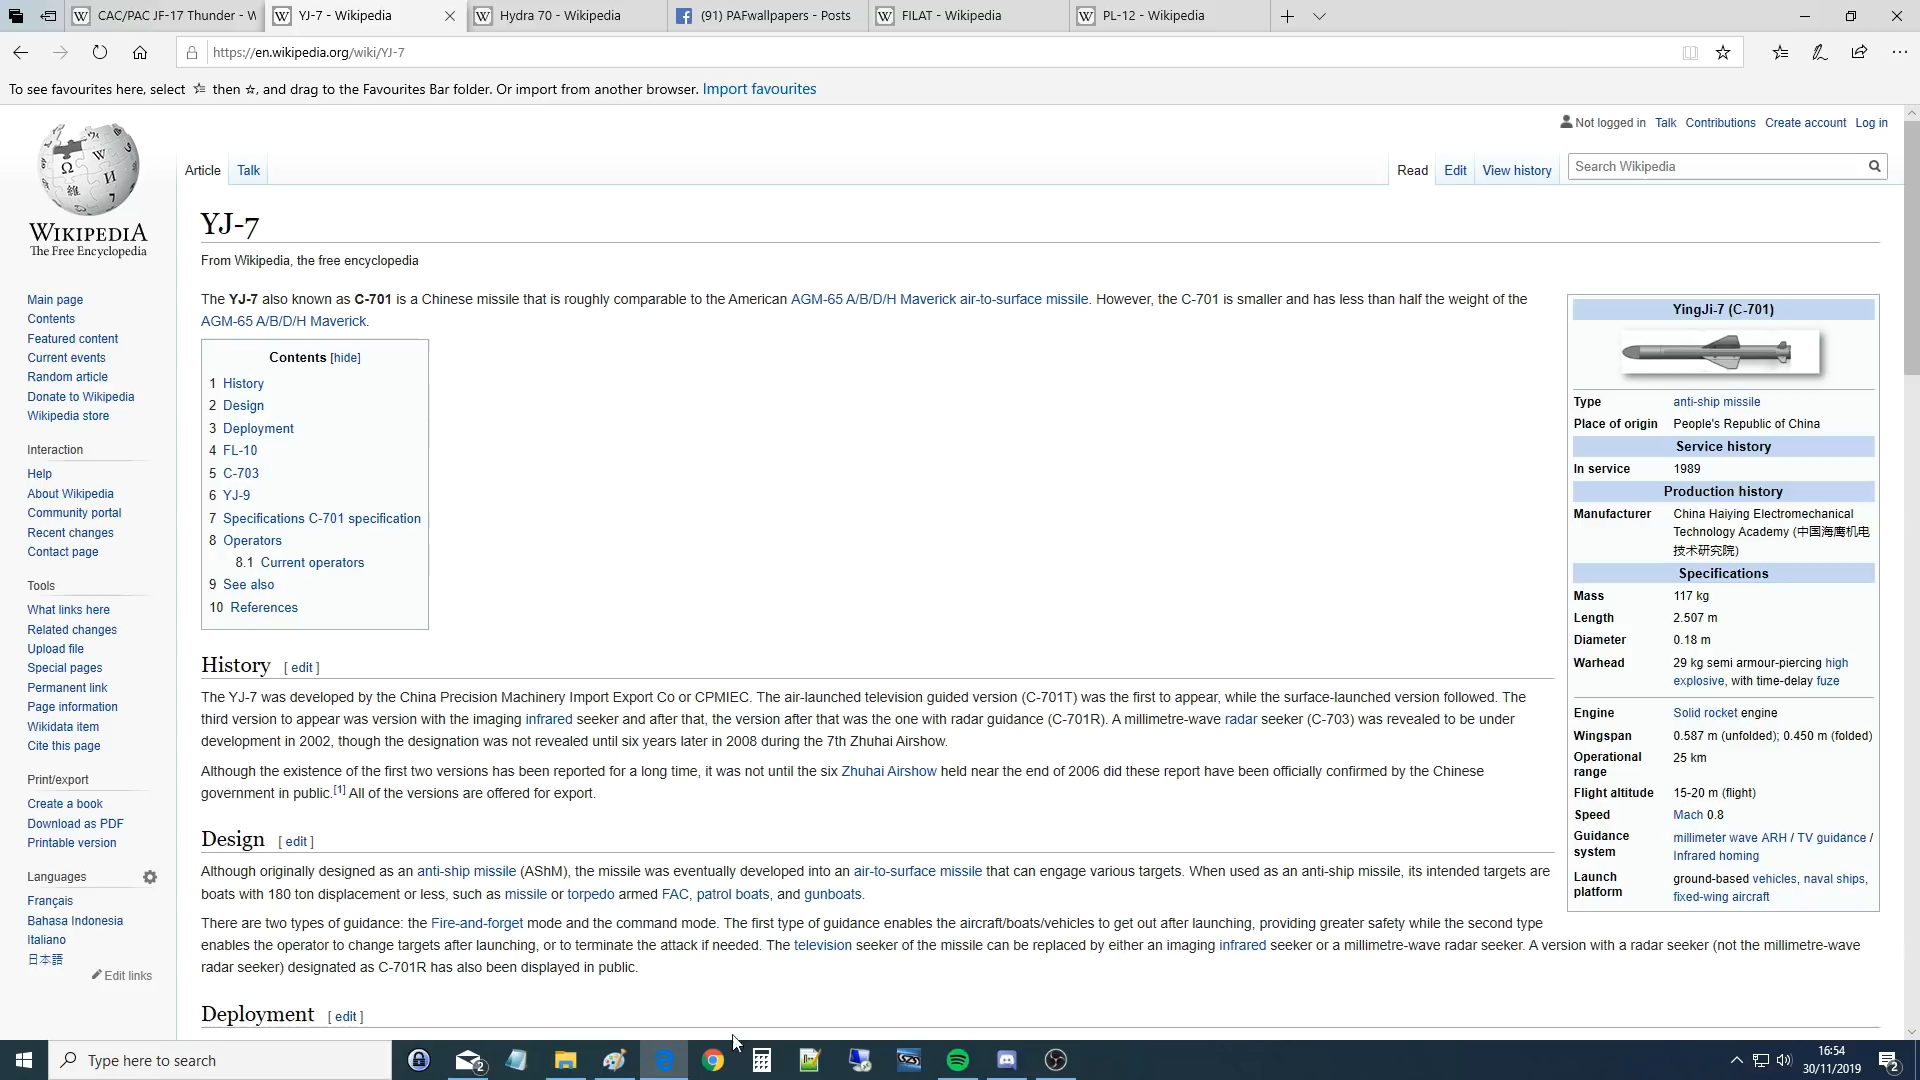 CAC/PAC JF-17 Thunder - W
YJ-7 - Wikipedia
Hydra 70 - Wikipedia
(91) PAFwallpapers - Posts
FILAT - Wikipedia
PL-12 - Wikipedia
https://en.wikipedia.org/wiki/YJ-7
To see favourites here, select ☆ then ☆, and drag to the Favourites Bar folder. Or import from another browser. Import favourites
Not logged in Talk Contributions Create account Log in
Article Talk Read Edit View history Search Wikipedia
WIKIPEDIA
The Free Encyclopedia
Main page
Contents
Featured content
Current events
Random article
Donate to Wikipedia
Wikipedia store
Interaction
Help
About Wikipedia
Community portal
Recent changes
Contact page
Tools
What links here
Related changes
Upload file
Special pages
Permanent link
Page information
Wikidata item
Cite this page
Print/export
Create a book
Download as PDF
Printable version
Languages
Français
Bahasa Indonesia
Italiano
日本語
Edit links
YJ-7
From Wikipedia, the free encyclopedia
The YJ-7 also known as C-701 is a Chinese missile that is roughly comparable to the American AGM-65 A/B/D/H Maverick air-to-surface missile. However, the C-701 is smaller and has less than half the weight of the
AGM-65 A/B/D/H Maverick.
Contents [hide]
1 History
2 Design
3 Deployment
4 FL-10
5 C-703
6 YJ-9
7 Specifications C-701 specification
8 Operators
8.1 Current operators
9 See also
10 References
History [ edit ]
The YJ-7 was developed by the China Precision Machinery Import Export Co or CPMIEC. The air-launched television guided version (C-701T) was the first to appear, while the surface-launched version followed. The
third version to appear was version with the imaging infrared seeker and after that, the version after that was the one with radar guidance (C-701R). A millimetre-wave radar seeker (C-703) was revealed to be under
development in 2002, though the designation was not revealed until six years later in 2008 during the 7th Zhuhai Airshow.
Although the existence of the first two versions has been reported for a long time, it was not until the six Zhuhai Airshow held near the end of 2006 did these report have been officially confirmed by the Chinese
government in public.[1] All of the versions are offered for export.
Design [ edit ]
Although originally designed as an anti-ship missile (AShM), the missile was eventually developed into an air-to-surface missile that can engage various targets. When used as an anti-ship missile, its intended targets are
boats with 180 ton displacement or less, such as missile or torpedo armed FAC, patrol boats, and gunboats.
There are two types of guidance: the Fire-and-forget mode and the command mode. The first type of guidance enables the aircraft/boats/vehicles to get out after launching, providing greater safety while the second type
enables the operator to change targets after launching, or to terminate the attack if needed. The television seeker of the missile can be replaced by either an imaging infrared seeker or a millimetre-wave radar seeker. A version with a radar seeker (not the millimetre-wave
radar seeker) designated as C-701R has also been displayed in public.
Deployment [ edit ]
YingJi-7 (C-701)
Type anti-ship missile
Place of origin People's Republic of China
Service history
In service 1989
Production history
Manufacturer China Haiying Electromechanical
Technology Academy (中国海鹰机电
技术研究院)
Specifications
Mass 117 kg
Length 2.507 m
Diameter 0.18 m
Warhead 29 kg semi armour-piercing high
explosive, with time-delay fuze
Engine Solid rocket engine
Wingspan 0.587 m (unfolded); 0.450 m (folded)
Operational 25 km
range
Flight altitude 15-20 m (flight)
Speed Mach 0.8
Guidance millimeter wave ARH / TV guidance /
system Infrared homing
Launch ground-based vehicles, naval ships,
platform fixed-wing aircraft
Type here to search
2
16:54
30/11/2019
2